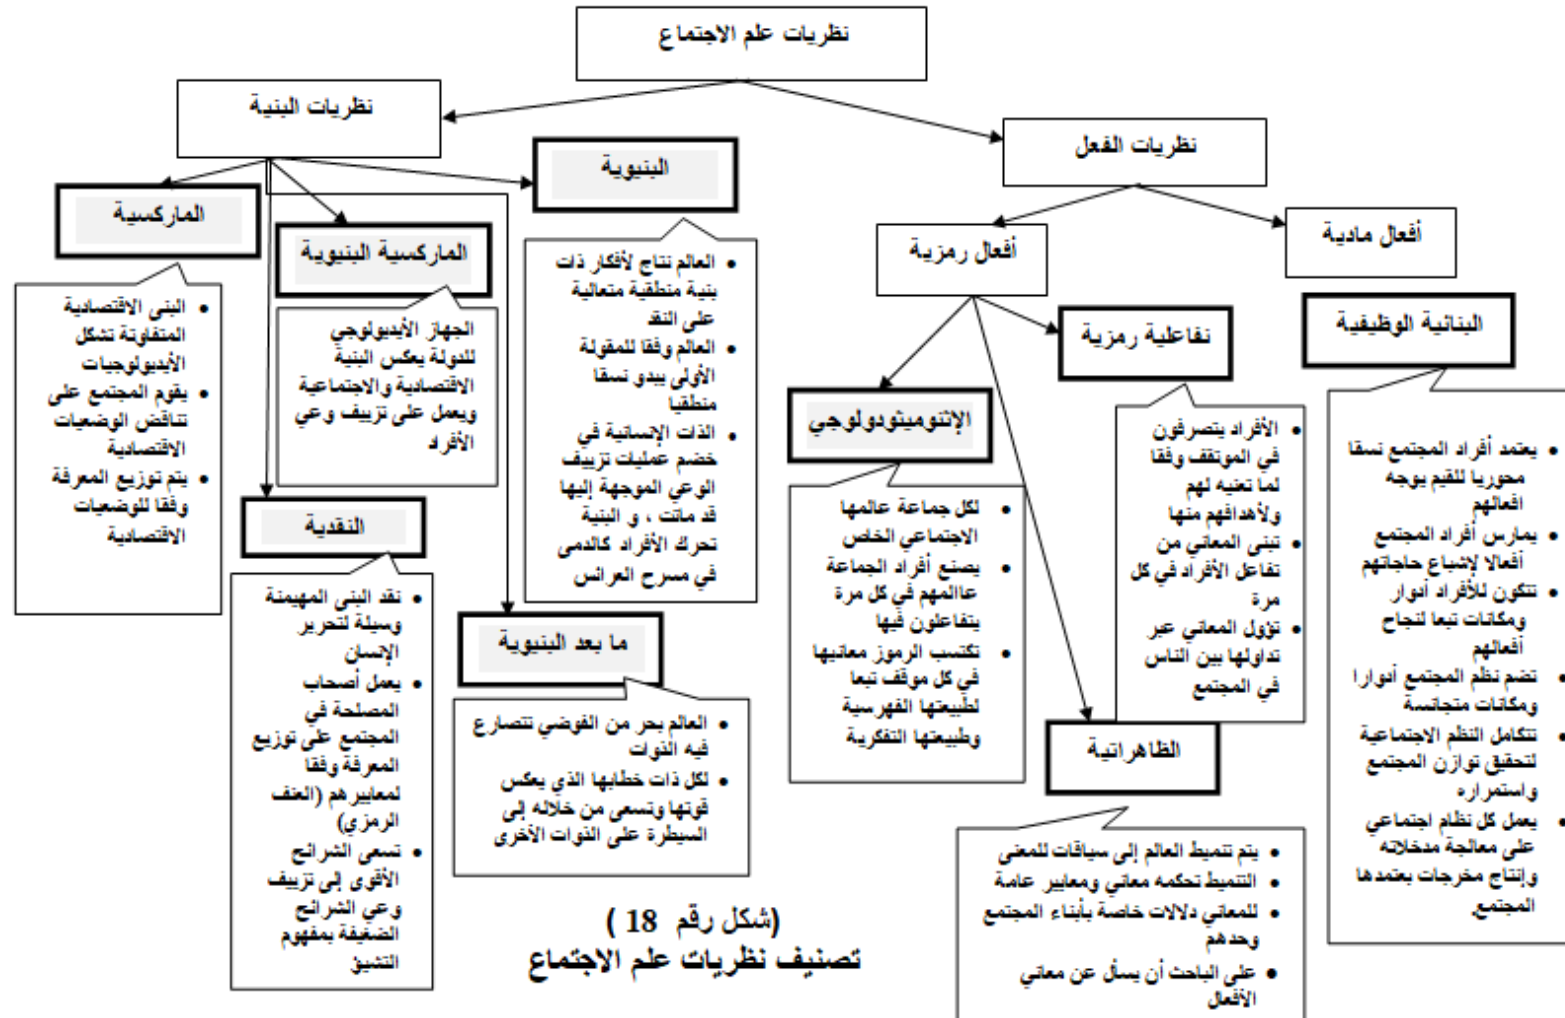 نظريات علم الاجتماع
نظريات البنية
نظريات الفعل
البنيوية
الماركسية
الماركسية البنيوية
أفعال رمزية
أفعال مادية
• العالم نتاج لأفكار ذات
بنية منطقية متعالية
على النقد
• العالم وفقا للمقولة
الأولى يبدو نسقا
منطقيا
• الذات الإنسانية في
خضم عمليات تزييف
الوعي الموجهة إليها
قد ماتت ، و البنية
تحرك الأفراد كالدمى
في مسرح العرائس
• البنى الاقتصادية
المتفاوتة تشكل
الأيديولوجيات
• يقوم المجتمع على
تناقض الوضعيات
الاقتصادية
• يتم توزيع المعرفة
وفقا للوضعيات
الاقتصادية
الجهاز الأيديولوجي
للدولة يعكس البنية
الاقتصادية والاجتماعية
ويعمل على تزييف وعي
الأفراد
النقدية
• نقد البنى المهيمنة
وسيلة لتحرير
الإنسان
• يعمل أصحاب
المصلحة في
المجتمع على توزيع
المعرفة وفقا
لمعاييرهم (العنف
الرمزي)
• تسعى الشرائح
الأقوى إلى تزييف
وعي الشرائح
الضعيفة بمفهوم
التشيؤ
ما بعد البنيوية
• العالم بحر من الفوضى تتصارع
فيه الذوات
• لكل ذات خطابها الذي يعكس
قوتها وتسعى من خلاله إلى
السيطرة على الذوات الأخرى
البنائية الوظيفية
• يعتمد أفراد المجتمع نسقا
محوريا للقيم يوجه
افعالهم
• يمارس أفراد المجتمع
أفعالا لإشباع حاجاتهم
• تتكون للأفراد أدوار
ومكانات تبعا لنجاح
أفعالهم
• تضم نظم المجتمع أدوارا
ومكانات متجانسة
• تتكامل النظم الاجتماعية
لتحقيق توازن المجتمع
واستمراره
• يعمل كل نظام اجتماعي
على معالجة مدخلاته
وإنتاج مخرجات يعتمدها
المجتمع.
تفاعلية رمزية
• الأفراد يتصرفون
في الموتقف وفقا
لما تعنيه لهم
ولأهدافهم منها
• تبنى المعاني من
تفاعل الأفراد في كل
مرة
• تؤول المعاني عبر
تداولها بين الناس
في المجتمع
الإثنوميثودولوجي
• لكل جماعة عالمها
الاجتماعي الخاص
• يصنع أفراد الجماعة
عاالمهم في كل مرة
يتفاعلون فيها
• تكتسب الرموز معانيها
في كل موقف تبعا
لطبيعتها الفهرسية
وطبيعتها التفكرية
الظاهراتية
• يتم تنميط العالم إلى سياقات للمعنى
• التنميط تحكمه معاني ومعايير عامة
• للمعاني دلالات خاصة بأبناء المجتمع
وحدهم
• على الباحث أن يسأل عن معاني
الأفعال
(شكل رقم 18 )
تصنيف نظريات علم الاجتماع